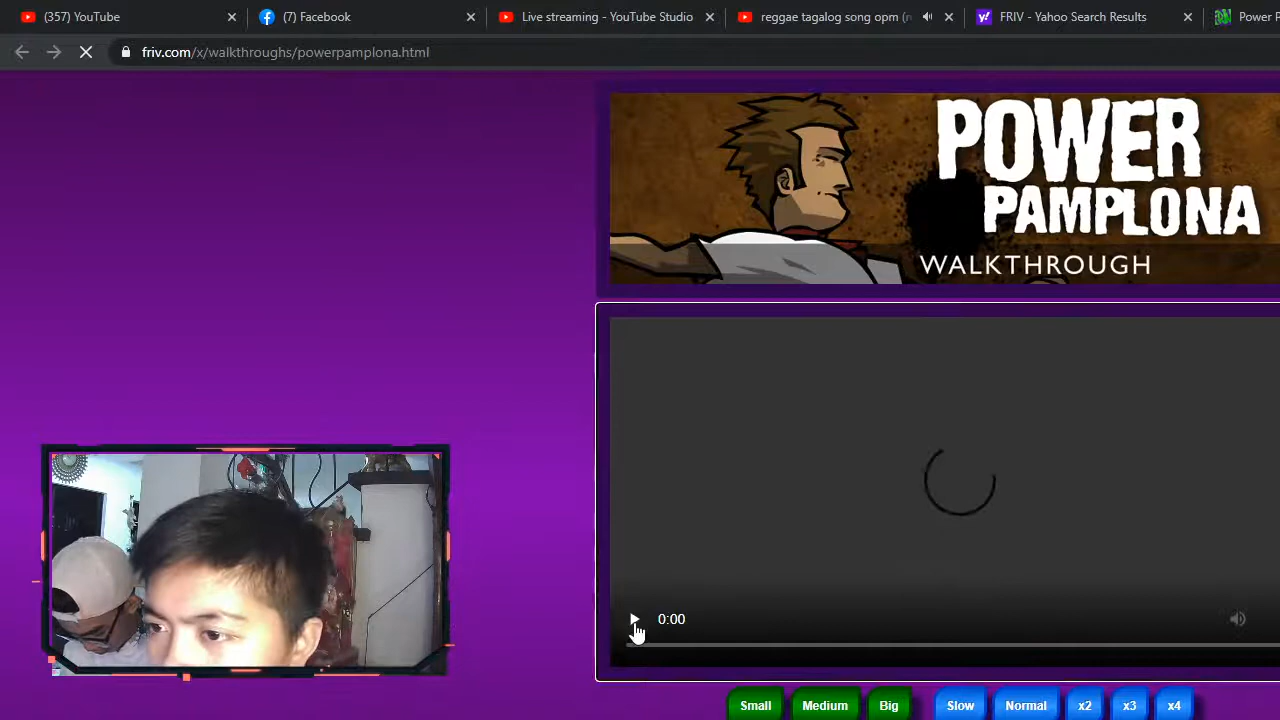 (357) YouTube
(7) Facebook
Live streaming - YouTube Studio
reggae tagalog song opm (r
FRIV - Yahoo Search Results
Power P
friv.com/x/walkthroughs/powerpamplona.html
POWER
PAMPLONA
WALKTHROUGH
0:00
Small
Medium
Big
Slow
Normal
x2
x3
x4